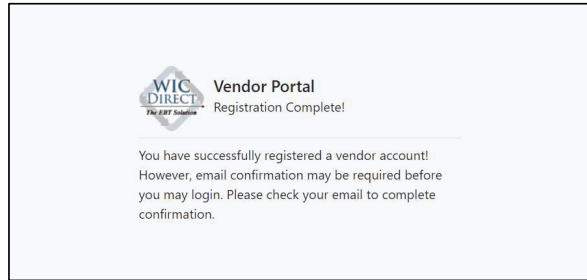 WIC
DIRECT
The EBT Solution
Vendor Portal
Registration Complete!
You have successfully registered a vendor account!
However, email confirmation may be required before
you may login. Please check your email to complete
confirmation.